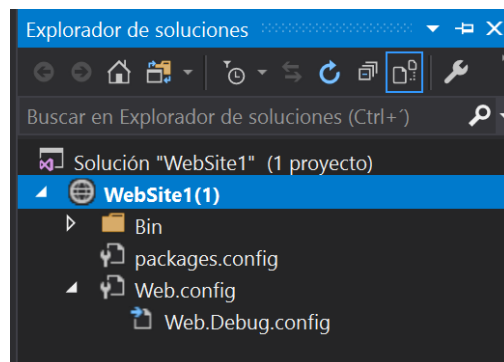 Explorador de soluciones
Buscar en Explorador de soluciones (Ctrl+´)
Solución "WebSite1" (1 proyecto)
WebSite1(1)
Bin
packages.config
Web.config
Web.Debug.config